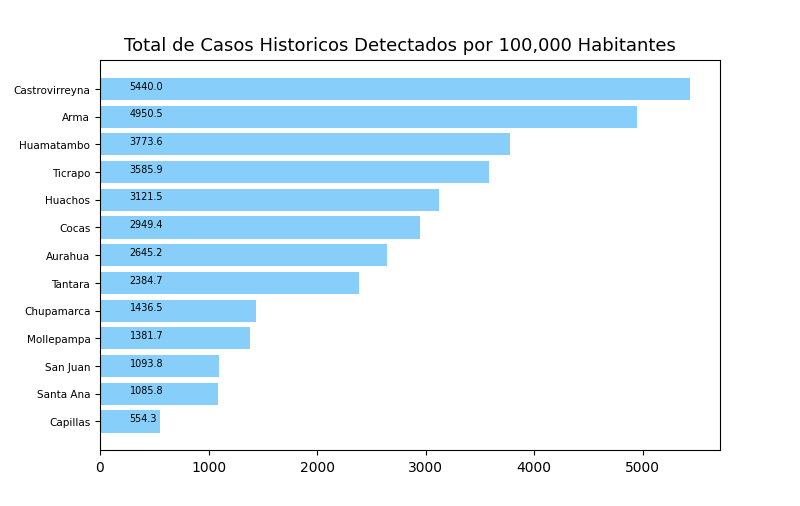 Total de Casos Historicos Detectados por 100,000 Habitantes
Castrovirreyna 5440.0
Arma 4950.5
Huamatambo 3773.6
Ticrapo 3585.9
Huachos 3121.5
Cocas 2949.4
Aurahua 2645.2
Tantara 2384.7
Chupamarca 1436.5
Mollepampa 1381.7
San Juan 1093.8
Santa Ana 1085.8
Capillas 554.3
0 1000 2000 3000 4000 5000